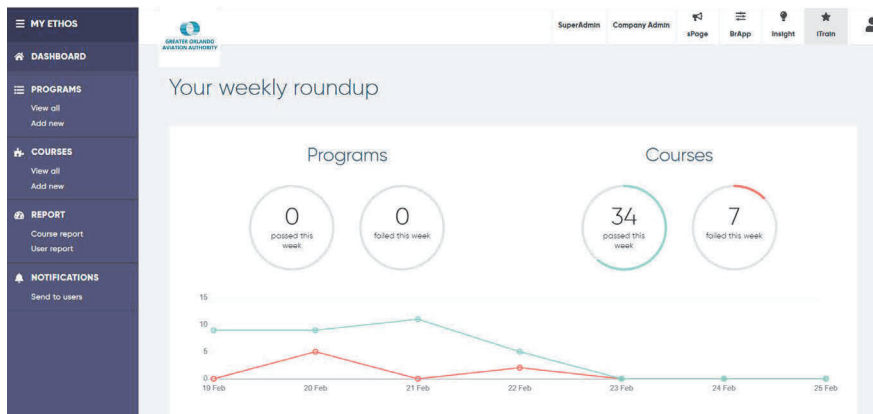 MY ETHOS
DASHBOARD
PROGRAMS
View all
Add new
COURSES
View all
Add new
REPORT
Course report
User report
NOTIFICATIONS
Send to users
GREATER ORLANDO
AVIATION AUTHORITY
SuperAdmin
Company Admin
sPage
BrApp
Insight
iTrain
Your weekly roundup
Programs
0
passed this
week
0
failed this week
Courses
34
passed this
week
7
failed this week
15
10
5
0
19 Feb
20 Feb
21 Feb
22 Feb
23 Feb
24 Feb
25 Feb